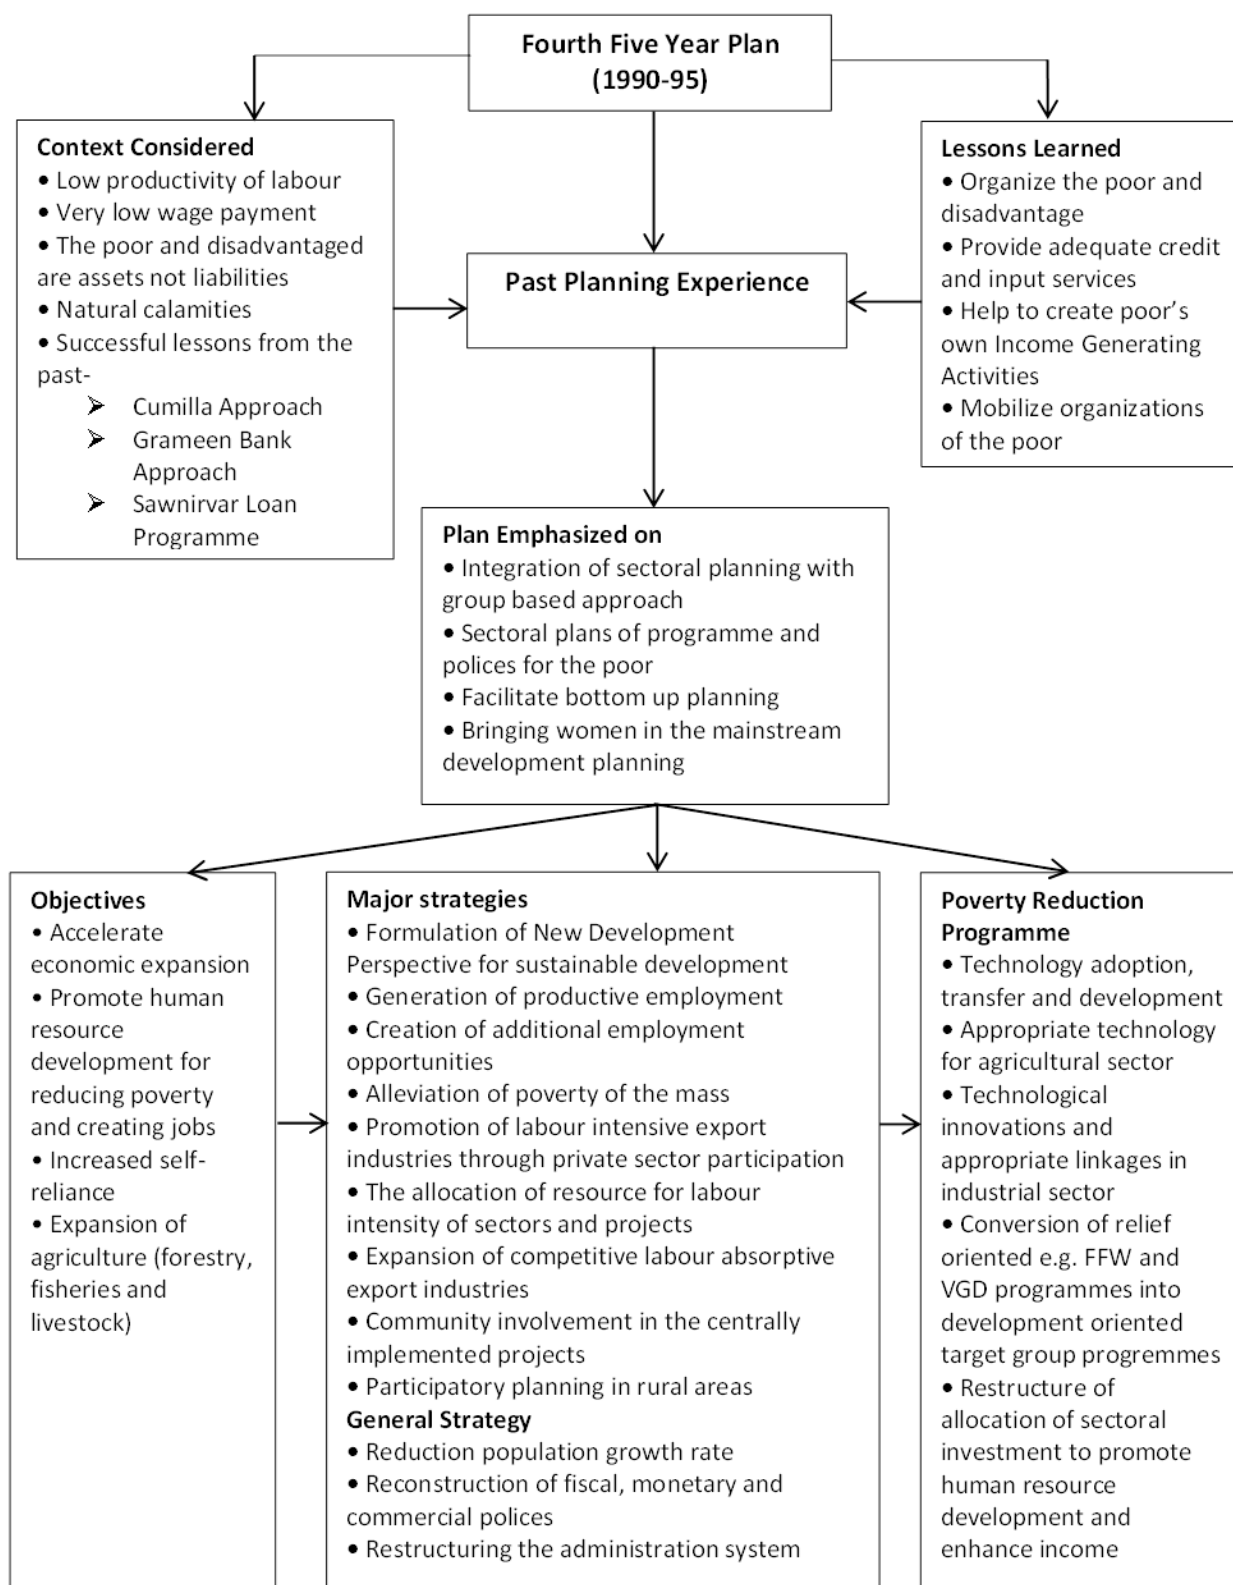 Fourth Five Year Plan
(1990-95)
Context Considered
• Low productivity of labour
• Very low wage payment
• The poor and disadvantaged
are assets not liabilities
• Natural calamities
• Successful lessons from the
past-
➢ Cumilla Approach
➢ Grameen Bank
Approach
➢ Sawnirvar Loan
Programme
Past Planning Experience
Lessons Learned
• Organize the poor and
disadvantage
• Provide adequate credit
and input services
• Help to create poor’s
own Income Generating
Activities
• Mobilize organizations
of the poor
Plan Emphasized on
• Integration of sectoral planning with
group based approach
• Sectoral plans of programme and
polices for the poor
• Facilitate bottom up planning
• Bringing women in the mainstream
development planning
Objectives
• Accelerate
economic expansion
• Promote human
resource
development for
reducing poverty
and creating jobs
• Increased self-
reliance
• Expansion of
agriculture (forestry,
fisheries and
livestock)
Major strategies
• Formulation of New Development
Perspective for sustainable development
• Generation of productive employment
• Creation of additional employment
opportunities
• Alleviation of poverty of the mass
• Promotion of labour intensive export
industries through private sector participation
• The allocation of resource for labour
intensity of sectors and projects
• Expansion of competitive labour absorptive
export industries
• Community involvement in the centrally
implemented projects
• Participatory planning in rural areas
General Strategy
• Reduction population growth rate
• Reconstruction of fiscal, monetary and
commercial polices
• Restructuring the administration system
Poverty Reduction
Programme
• Technology adoption,
transfer and development
• Appropriate technology
for agricultural sector
• Technological
innovations and
appropriate linkages in
industrial sector
• Conversion of relief
oriented e.g. FFW and
VGD programmes into
development oriented
target group progremmes
• Restructure of
allocation of sectoral
investment to promote
human resource
development and
enhance income